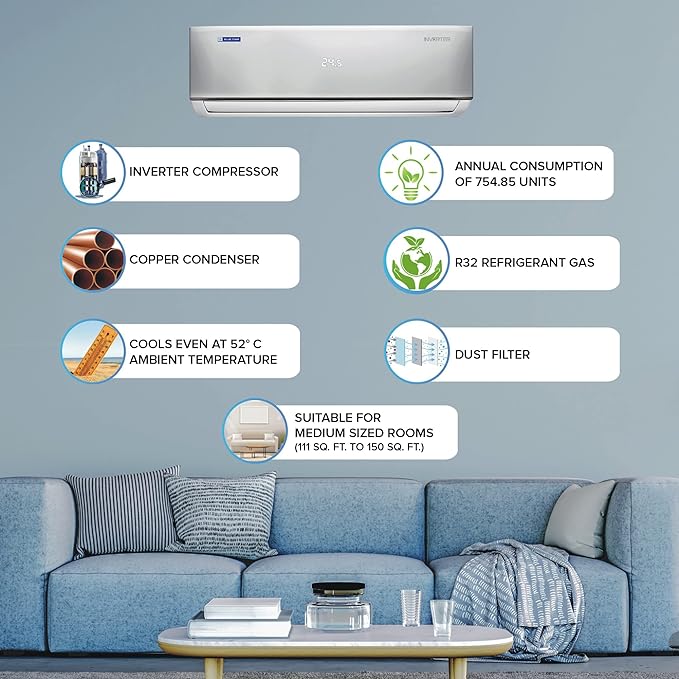 BLUE STAR
INVERTER
24.5
INVERTER COMPRESSOR
ANNUAL CONSUMPTION
OF 754.85 UNITS
COPPER CONDENSER
R32 REFRIGERANT GAS
COOLS EVEN AT 52° C
AMBIENT TEMPERATURE
DUST FILTER
SUITABLE FOR
MEDIUM SIZED ROOMS
(111 SQ. FT. TO 150 SQ. FT.)